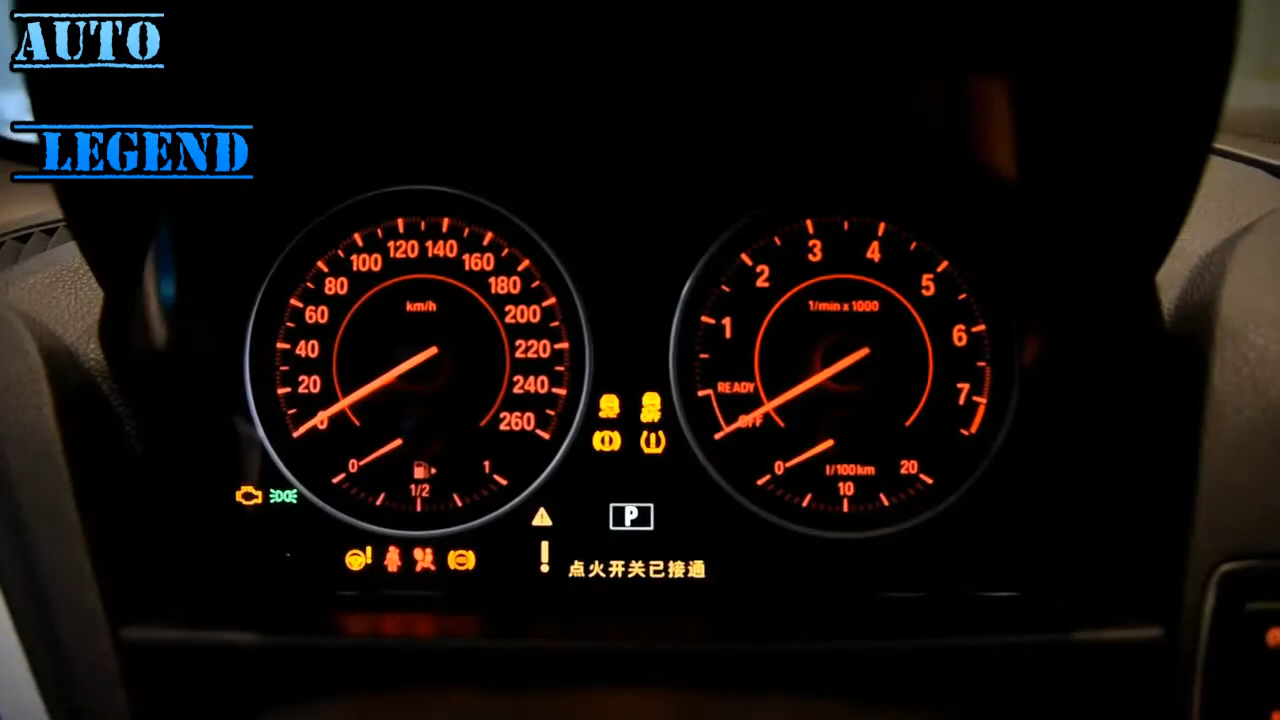 AUTO
LEGEND
0 20 40 60 80 100 120 140 160 180 200 220 240 260
km/h
0 1/2 1
1 2 3 4 5 6 7
1/min x 1000
READY
OFF
0 10 20
l/100km
OFF
P
点火开关已接通